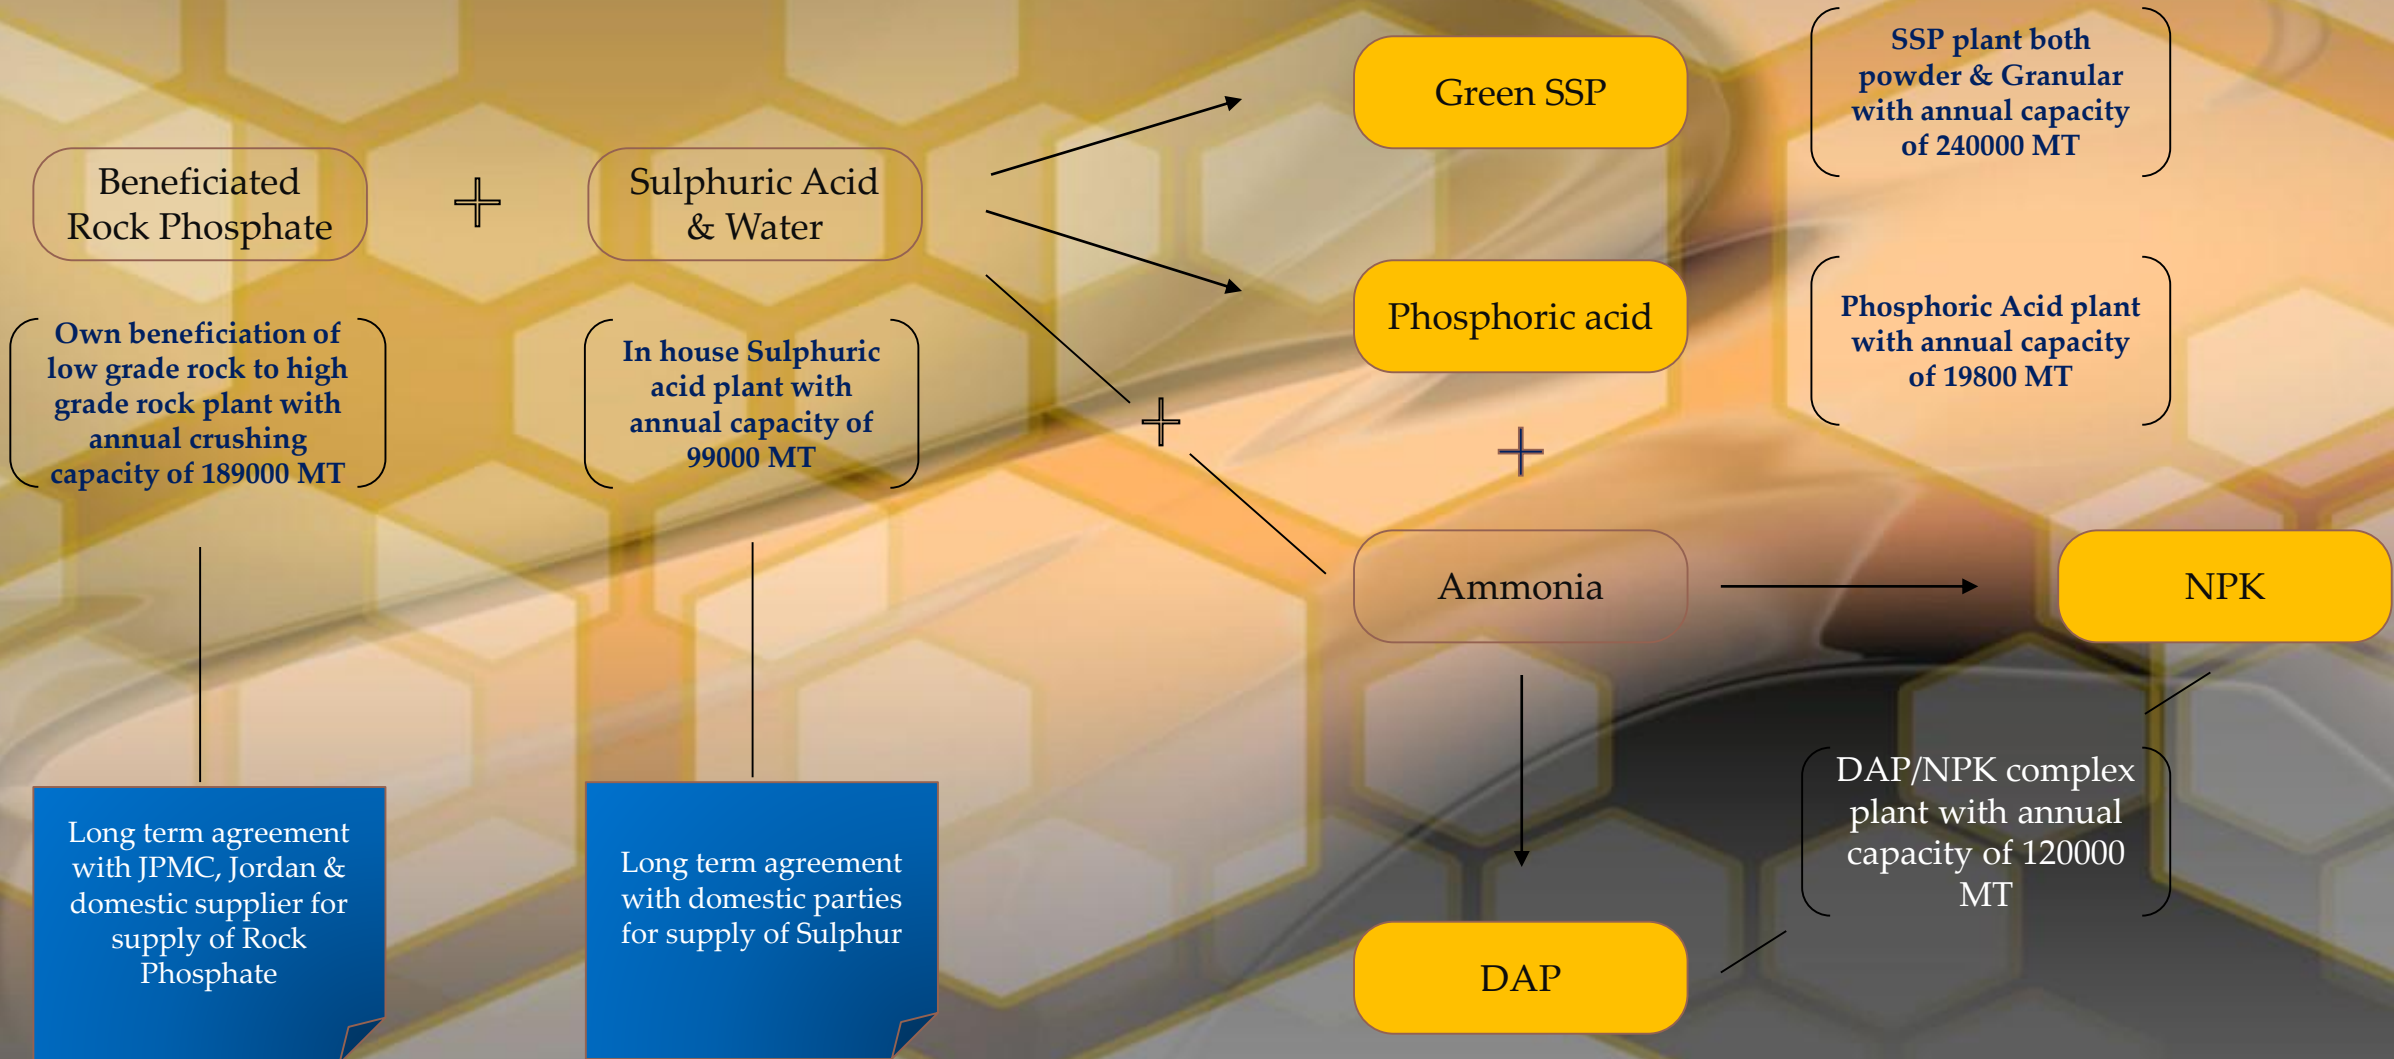 Beneficiated
Rock Phosphate
Sulphuric Acid
& Water
Green SSP
SSP plant both
powder & Granular
with annual capacity
of 240000 MT
Phosphoric acid
Phosphoric Acid plant
with annual capacity
of 19800 MT
Own beneficiation of
low grade rock to high
grade rock plant with
annual crushing
capacity of 189000 MT
In house Sulphuric
acid plant with
annual capacity of
99000 MT
Ammonia
NPK
DAP/NPK complex
plant with annual
capacity of 120000
MT
Long term agreement
with JPMC, Jordan &
domestic supplier for
supply of Rock
Phosphate
Long term agreement
with domestic parties
for supply of Sulphur
DAP